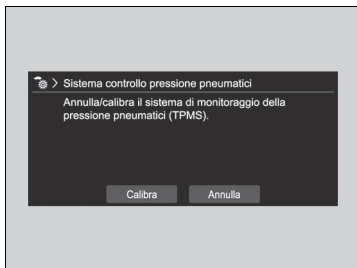 Sistema controllo pressione pneumatici
Annulla/calibra il sistema di monitoraggio della
pressione pneumatici (TPMS).
Calibra Annulla